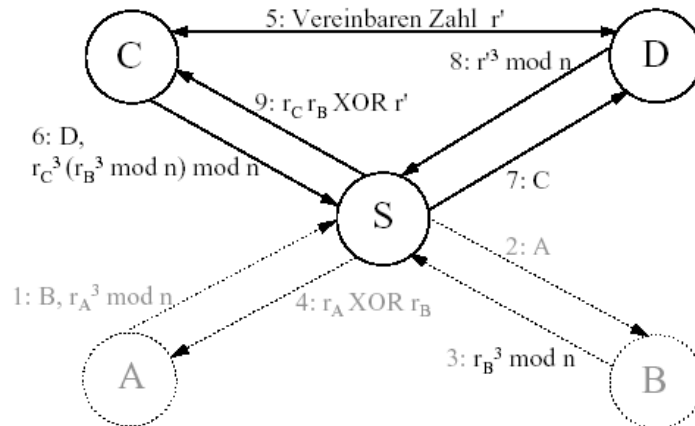 5: Vereinbaren Zahl r'
C
D
8: r'³ mod n
9: r_C r_B XOR r'
6: D,
r_C³ (r_B³ mod n) mod n
7: C
S
2: A
1: B, r_A³ mod n
4: r_A XOR r_B
3: r_B³ mod n
A
B